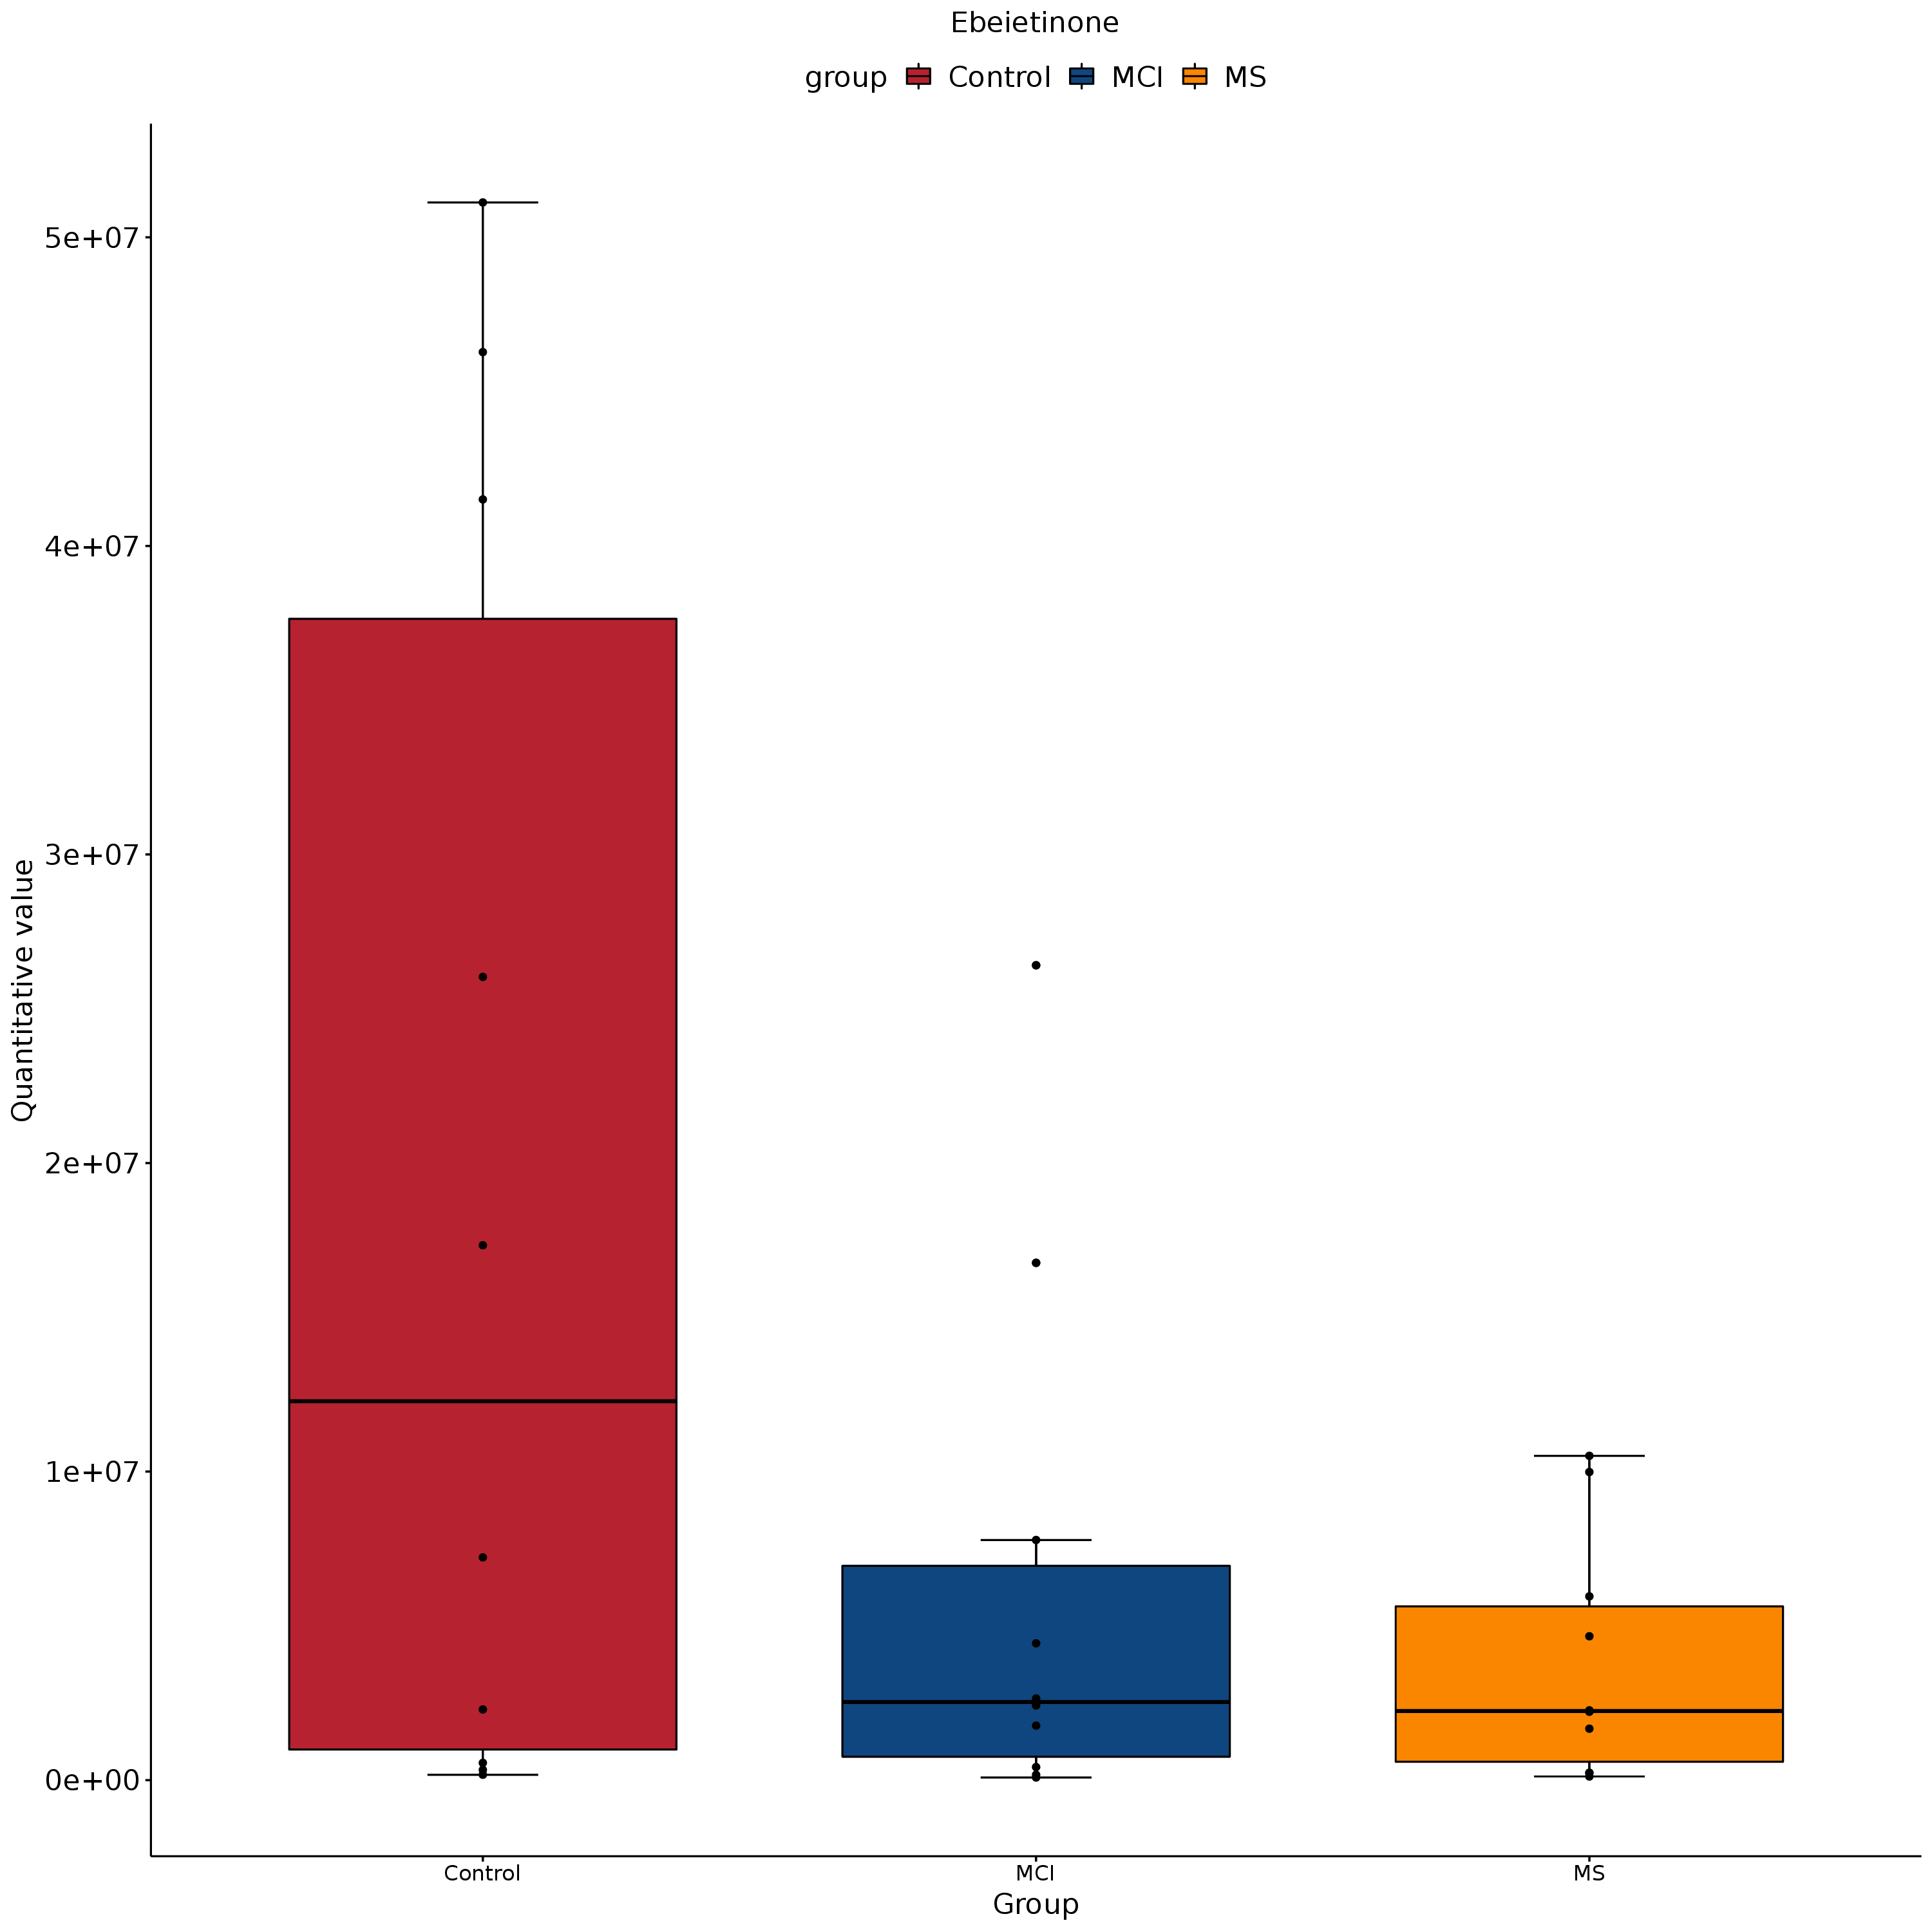 Ebeietinone
group Control MCI MS
Quantitative value
5e+07
4e+07
3e+07
2e+07
1e+07
0e+00
Control MCI MS
Group